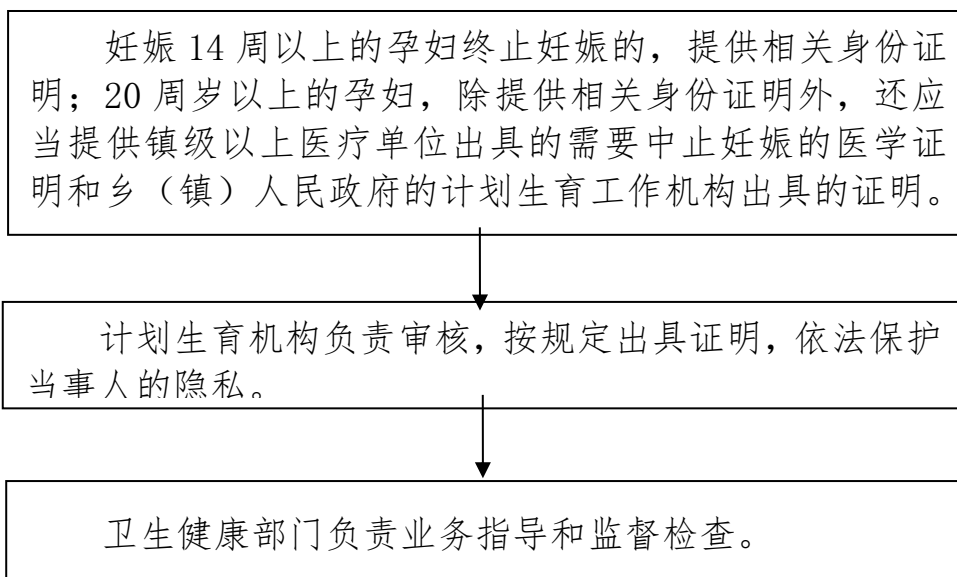 妊娠 14 周以上的孕妇终止妊娠的，提供相关身份证
明；20 周岁以上的孕妇，除提供相关身份证明外，还应
当提供镇级以上医疗单位出具的需要中止妊娠的医学证
明和乡（镇）人民政府的计划生育工作机构出具的证明。
计划生育机构负责审核，按规定出具证明，依法保护
当事人的隐私。
卫生健康部门负责业务指导和监督检查。